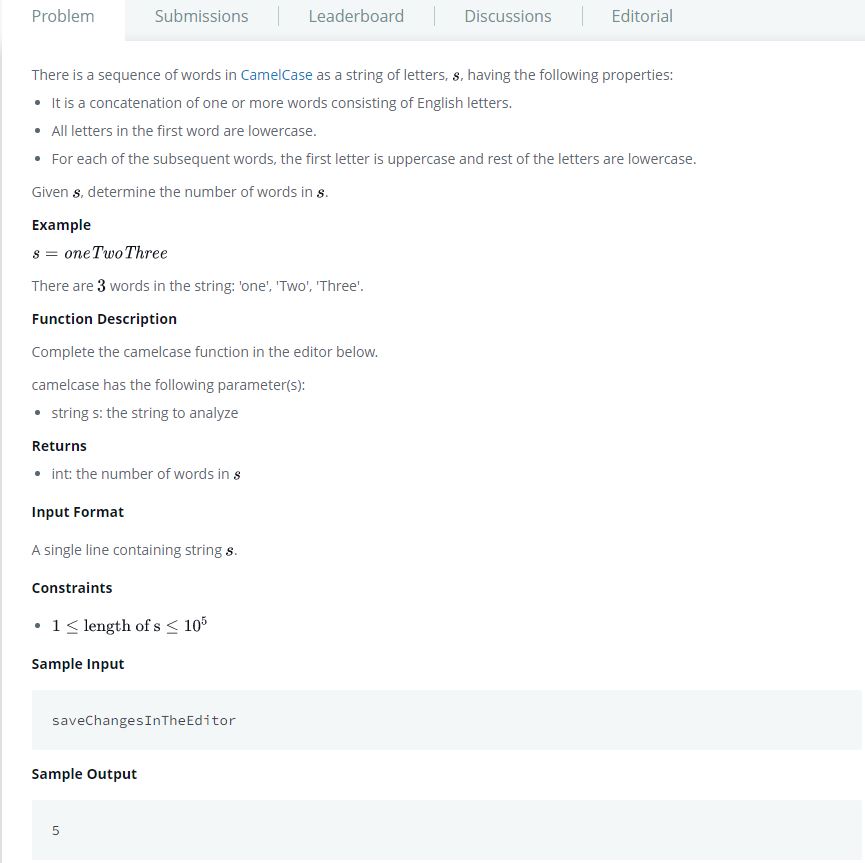 Problem
Submissions
Leaderboard
Discussions
Editorial
There is a sequence of words in CamelCase as a string of letters, s, having the following properties:
• It is a concatenation of one or more words consisting of English letters.
• All letters in the first word are lowercase.
• For each of the subsequent words, the first letter is uppercase and rest of the letters are lowercase.
Given s, determine the number of words in s.
Example
s = oneTwoThree
There are 3 words in the string: 'one', 'Two', 'Three'.
Function Description
Complete the camelcase function in the editor below.
camelcase has the following parameter(s):
• string s: the string to analyze
Returns
• int: the number of words in s
Input Format
A single line containing string s.
Constraints
• 1 ≤ length of s ≤ 10⁵
Sample Input
saveChangesInTheEditor
Sample Output
5